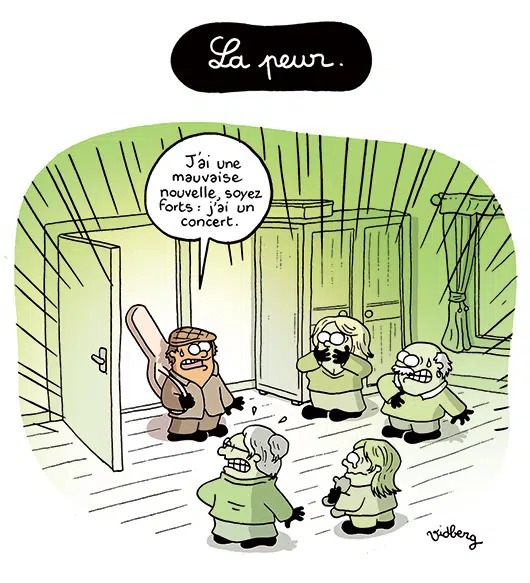 La peur.
J'ai une
mauvaise
nouvelle, soyez
forts : j'ai un
concert.
vidberg